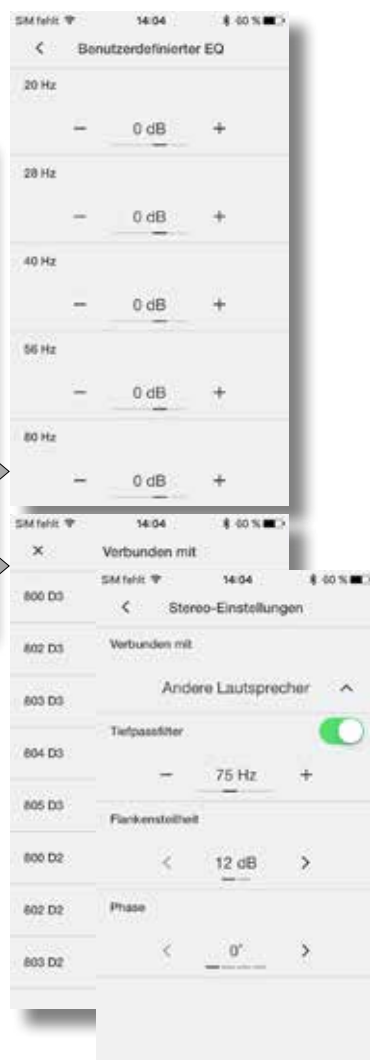 SIM fehlt 14:04 60 %
Benutzerdefinierter EQ
20 Hz
− 0 dB +
28 Hz
− 0 dB +
40 Hz
− 0 dB +
56 Hz
− 0 dB +
80 Hz
− 0 dB +
SIM fehlt 14:04 60 %
× Verbunden mit
800 D3
802 D3
803 D3
804 D3
805 D3
800 D2
802 D2
803 D2
SIM fehlt 14:04 60 %
< Stereo-Einstellungen
Verbunden mit
Andere Lautsprecher
Tiefpassfilter
− 75 Hz +
Flankensteilheit
< 12 dB >
Phase
< 0° >